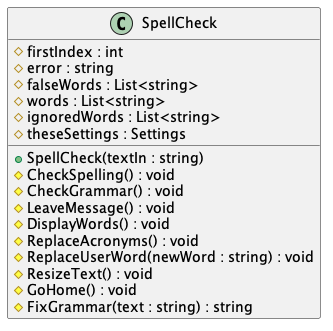 C SpellCheck
firstIndex : int
error : string
falseWords : List<string>
words : List<string>
ignoredWords : List<string>
theseSettings : Settings
SpellCheck(textIn : string)
CheckSpelling() : void
CheckGrammar() : void
LeaveMessage() : void
DisplayWords() : void
ReplaceAcronyms() : void
ReplaceUserWord(newWord : string) : void
ResizeText() : void
GoHome() : void
FixGrammar(text : string) : string